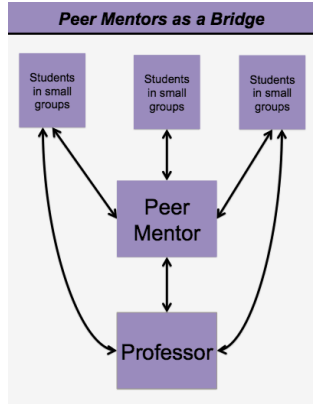 Peer Mentors as a Bridge
Students
in small
groups
Students
in small
groups
Students
in small
groups
Peer
Mentor
Professor